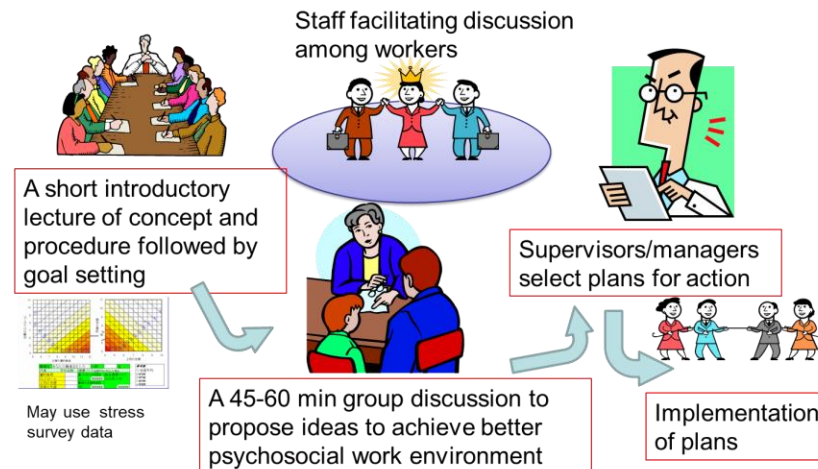 Staff facilitating discussion
among workers
A short introductory
lecture of concept and
procedure followed by
goal setting
May use stress
survey data
A 45-60 min group discussion to
propose ideas to achieve better
psychosocial work environment
Supervisors/managers
select plans for action
Implementation
of plans